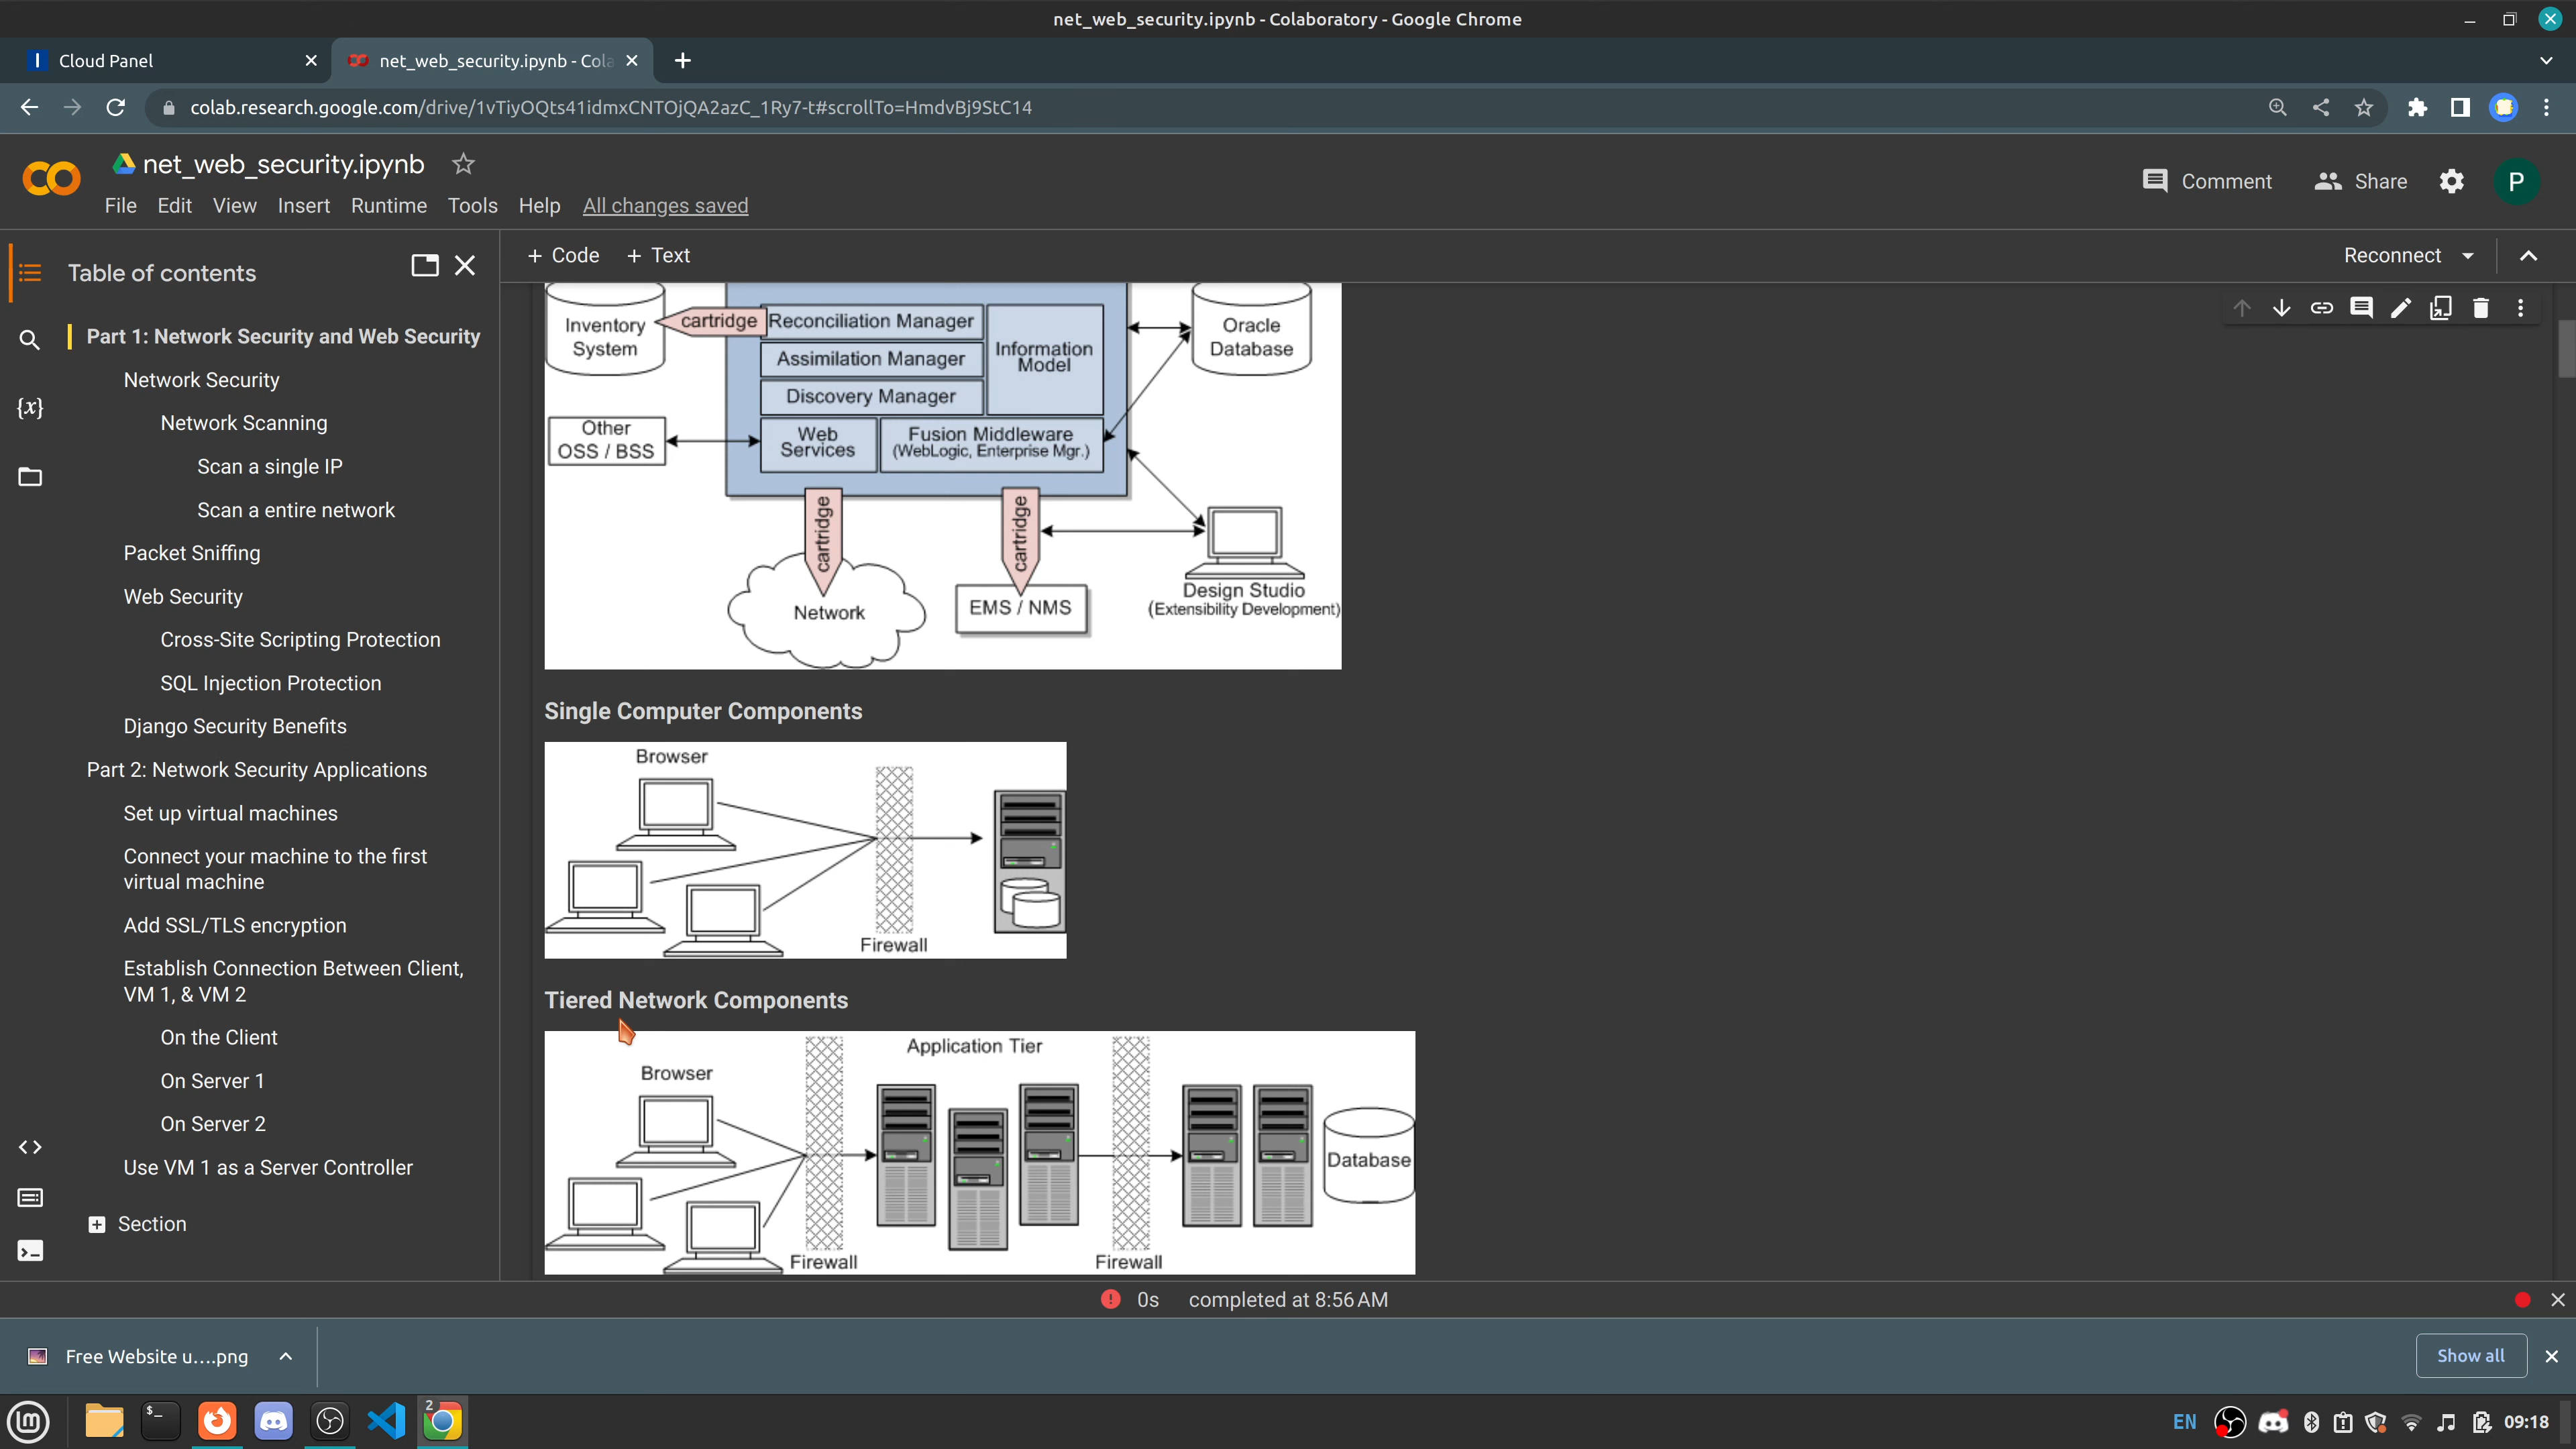 net_web_security.ipynb - Colaboratory - Google Chrome
Cloud Panel
net_web_security.ipynb - Cola
colab.research.google.com/drive/1vTiyOQts41idmxCNTOjQA2azC_1Ry7-t#scrollTo=HmdvBj9StC14
net_web_security.ipynb
File Edit View Insert Runtime Tools Help All changes saved
Comment Share P
+ Code + Text
Reconnect
Table of contents
Part 1: Network Security and Web Security
Network Security
Network Scanning
Scan a single IP
Scan a entire network
Packet Sniffing
Web Security
Cross-Site Scripting Protection
SQL Injection Protection
Django Security Benefits
Part 2: Network Security Applications
Set up virtual machines
Connect your machine to the first
virtual machine
Add SSL/TLS encryption
Establish Connection Between Client,
VM 1, & VM 2
On the Client
On Server 1
On Server 2
Use VM 1 as a Server Controller
Section
{x}
Inventory
System
cartridge
Reconciliation Manager
Assimilation Manager
Discovery Manager
Information
Model
Oracle
Database
Other
OSS / BSS
Web
Services
Fusion Middleware
(WebLogic, Enterprise Mgr.)
cartridge
cartridge
Network
EMS / NMS
Design Studio
(Extensibility Development)
Single Computer Components
Browser
Firewall
Tiered Network Components
Application Tier
Browser
Database
Firewall
Firewall
0s completed at 8:56 AM
Free Website u....png
Show all
$_
2
EN
09:18